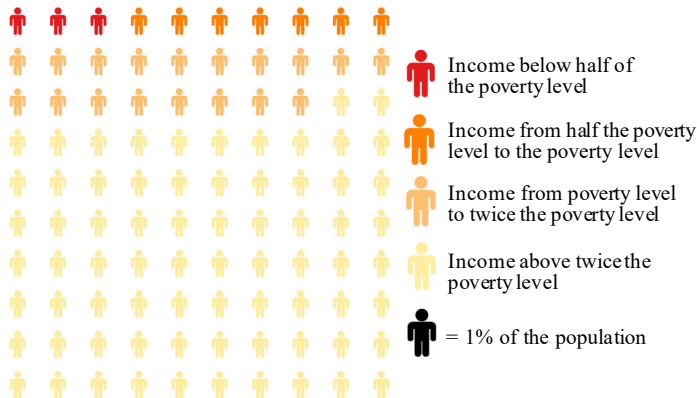 Income below half of
the poverty level
Income from half the poverty
level to the poverty level
Income from poverty level
to twice the poverty level
Income above twice the
poverty level
= 1% of the population